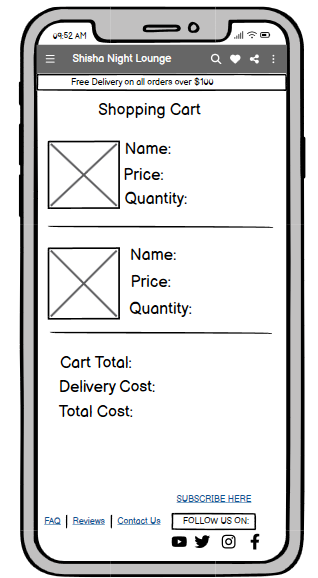 09:52 AM
Shisha Night Lounge
Free Delivery on all orders over $100
Shopping Cart
Name:
Price:
Quantity:
Name:
Price:
Quantity:
Cart Total:
Delivery Cost:
Total Cost:
SUBSCRIBE HERE
FAQ | Reviews | Contact Us
FOLLOW US ON: